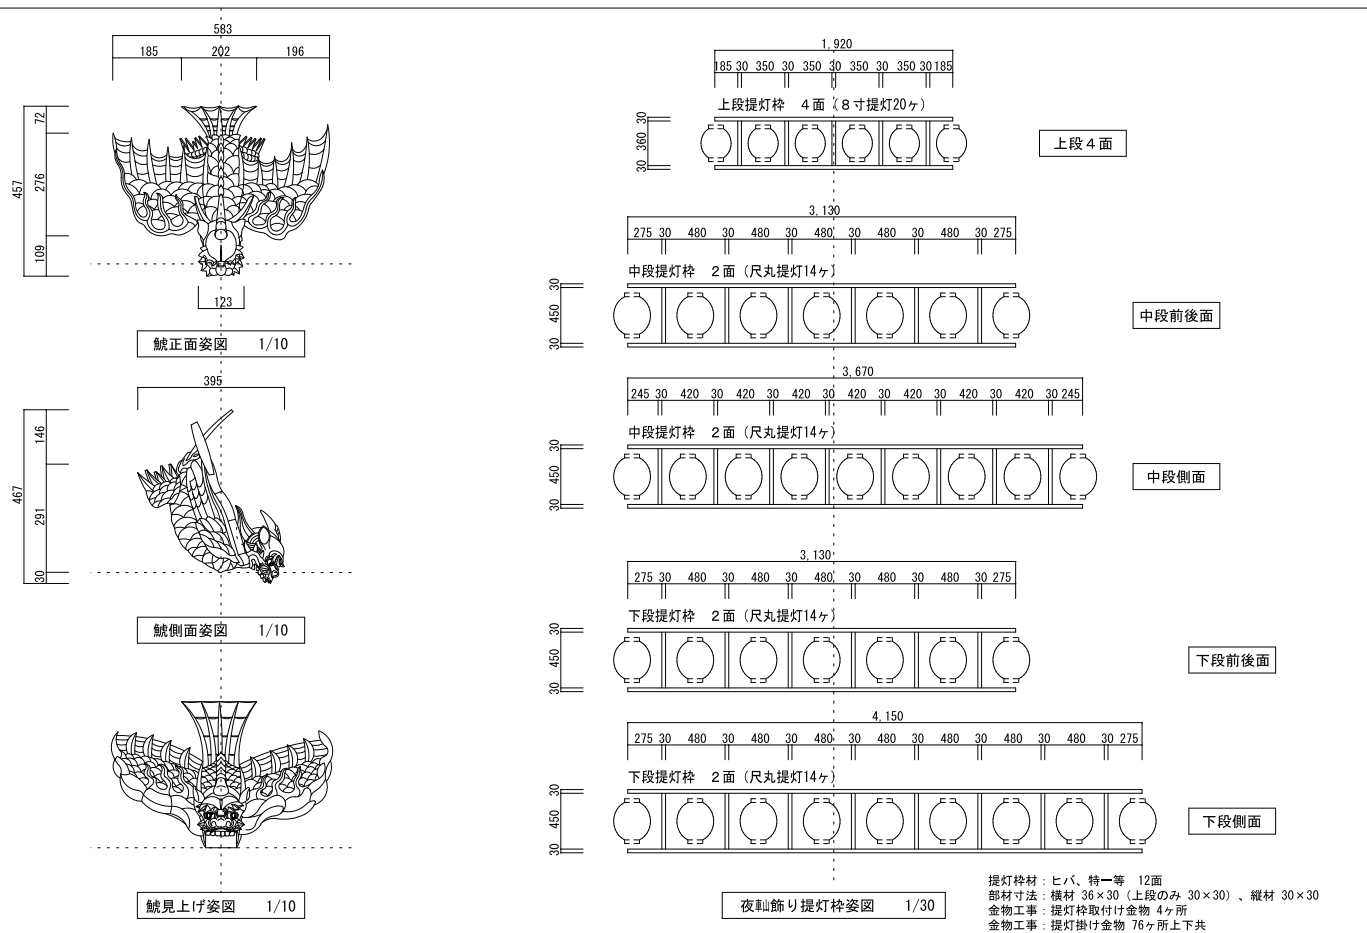 583
185 202 196
72
276
457
109
123
鯱正面姿図 1/10
395
146
467
291
30
鯱側面姿図 1/10
鯱見上げ姿図 1/10
1,920
185 30 350 30 350 30 350 30 350 30 185
上段提灯枠 4面（8寸提灯20ヶ）
30
360
30
上段4面
3,130
275 30 480 30 480 30 480 30 480 30 480 30 275
中段提灯枠 2面（尺丸提灯14ヶ）
30
450
30
中段前後面
3,670
245 30 420 30 420 30 420 30 420 30 420 30 420 30 420 30 245
中段提灯枠 2面（尺丸提灯14ヶ）
30
450
30
中段側面
3,130
275 30 480 30 480 30 480 30 480 30 480 30 275
下段提灯枠 2面（尺丸提灯14ヶ）
30
450
30
下段前後面
4,150
275 30 480 30 480 30 480 30 480 30 480 30 480 30 480 30 275
下段提灯枠 2面（尺丸提灯14ヶ）
30
450
30
下段側面
夜軕飾り提灯枠姿図 1/30
提灯枠材：ヒバ、特一等 12面
部材寸法：横材 36×30（上段のみ 30×30）、縦材 30×30
金物工事：提灯枠取付け金物 4ヶ所
金物工事：提灯掛け金物 76ヶ所上下共